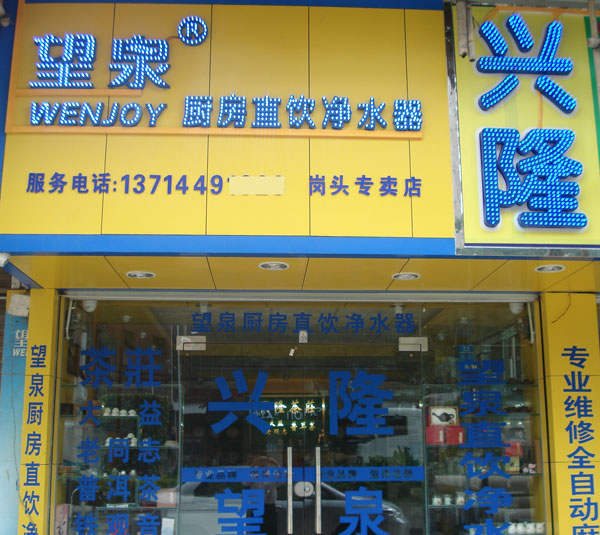 望泉®
WENJOY 厨房直饮净水器
服务电话:13714491
岗头专卖店
兴隆
望泉厨房直饮净水器
望泉厨房直饮净
茶莊
大益
老同志
普洱茶
铁观音
兴隆
望泉
望泉直饮净水
专业维修全自动麻